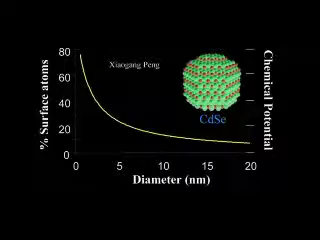 80
60
40
20
0
% Surface atoms
Xiaogang Peng
CdSe
Chemical Potential
0 5 10 15 20
Diameter (nm)